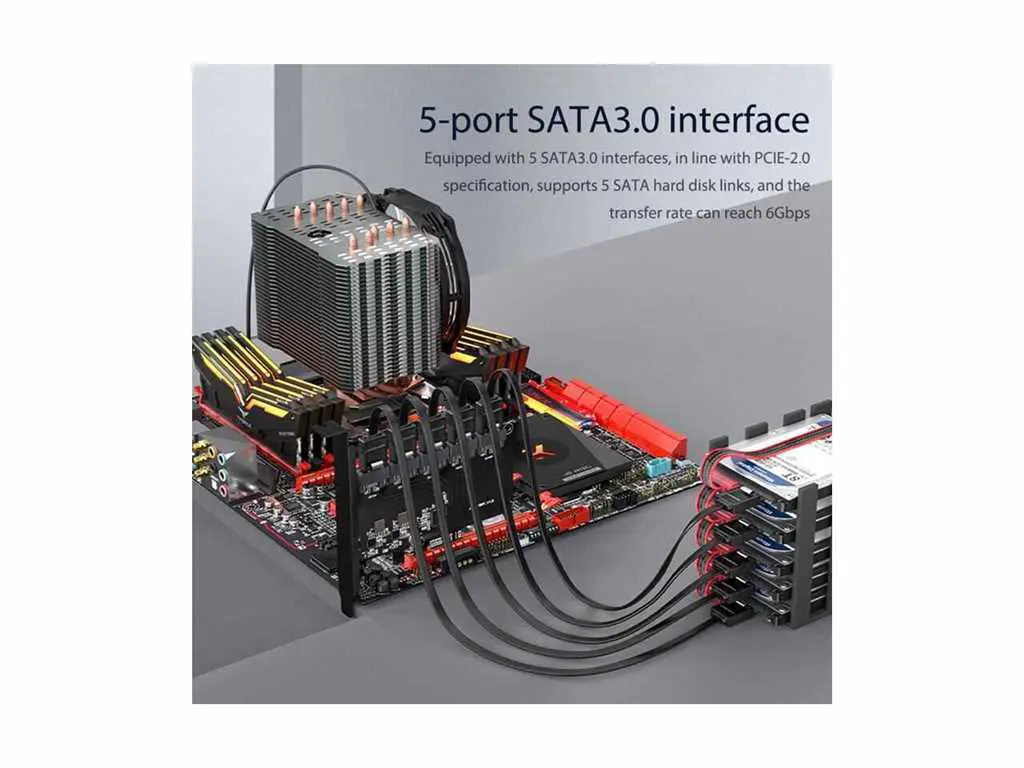 5-port SATA3.0 interface
Equipped with 5 SATA3.0 interfaces, in line with PCIE-2.0
specification, supports 5 SATA hard disk links, and the
transfer rate can reach 6Gbps